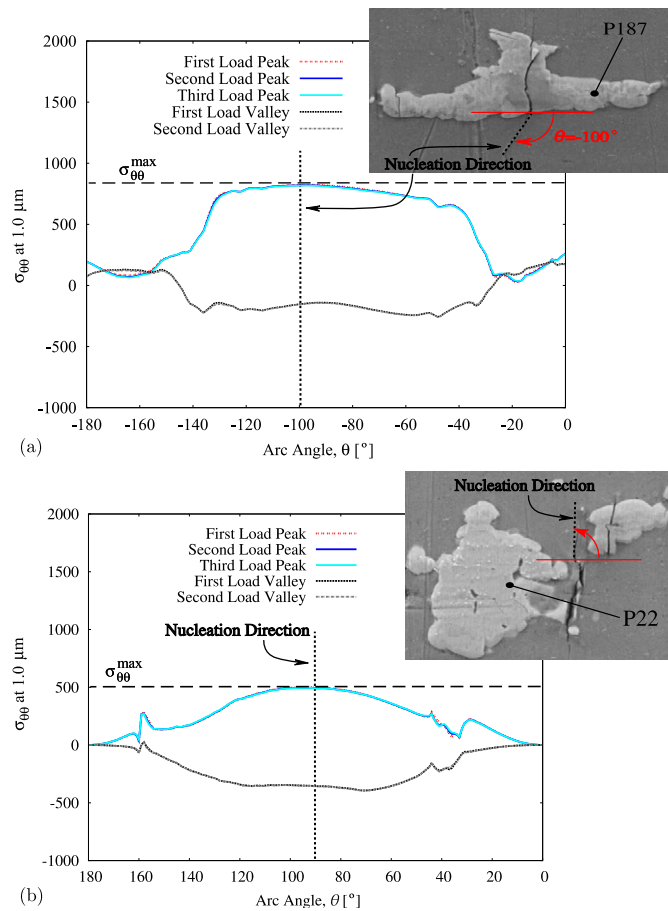 2000
1500
1000
500
0
-500
-1000
σθθ at 1.0 μm
First Load Peak
Second Load Peak
Third Load Peak
First Load Valley
Second Load Valley
σθθ max
P187
θ=-100°
Nucleation Direction
-180
-160
-140
-120
-100
-80
-60
-40
-20
0
Arc Angle, θ [°]
(a)
2000
1500
1000
500
0
-500
-1000
σθθ at 1.0 μm
First Load Peak
Second Load Peak
Third Load Peak
First Load Valley
Second Load Valley
Nucleation Direction
σθθ max
Nucleation Direction
P22
180
160
140
120
100
80
60
40
20
0
Arc Angle, θ [°]
(b)